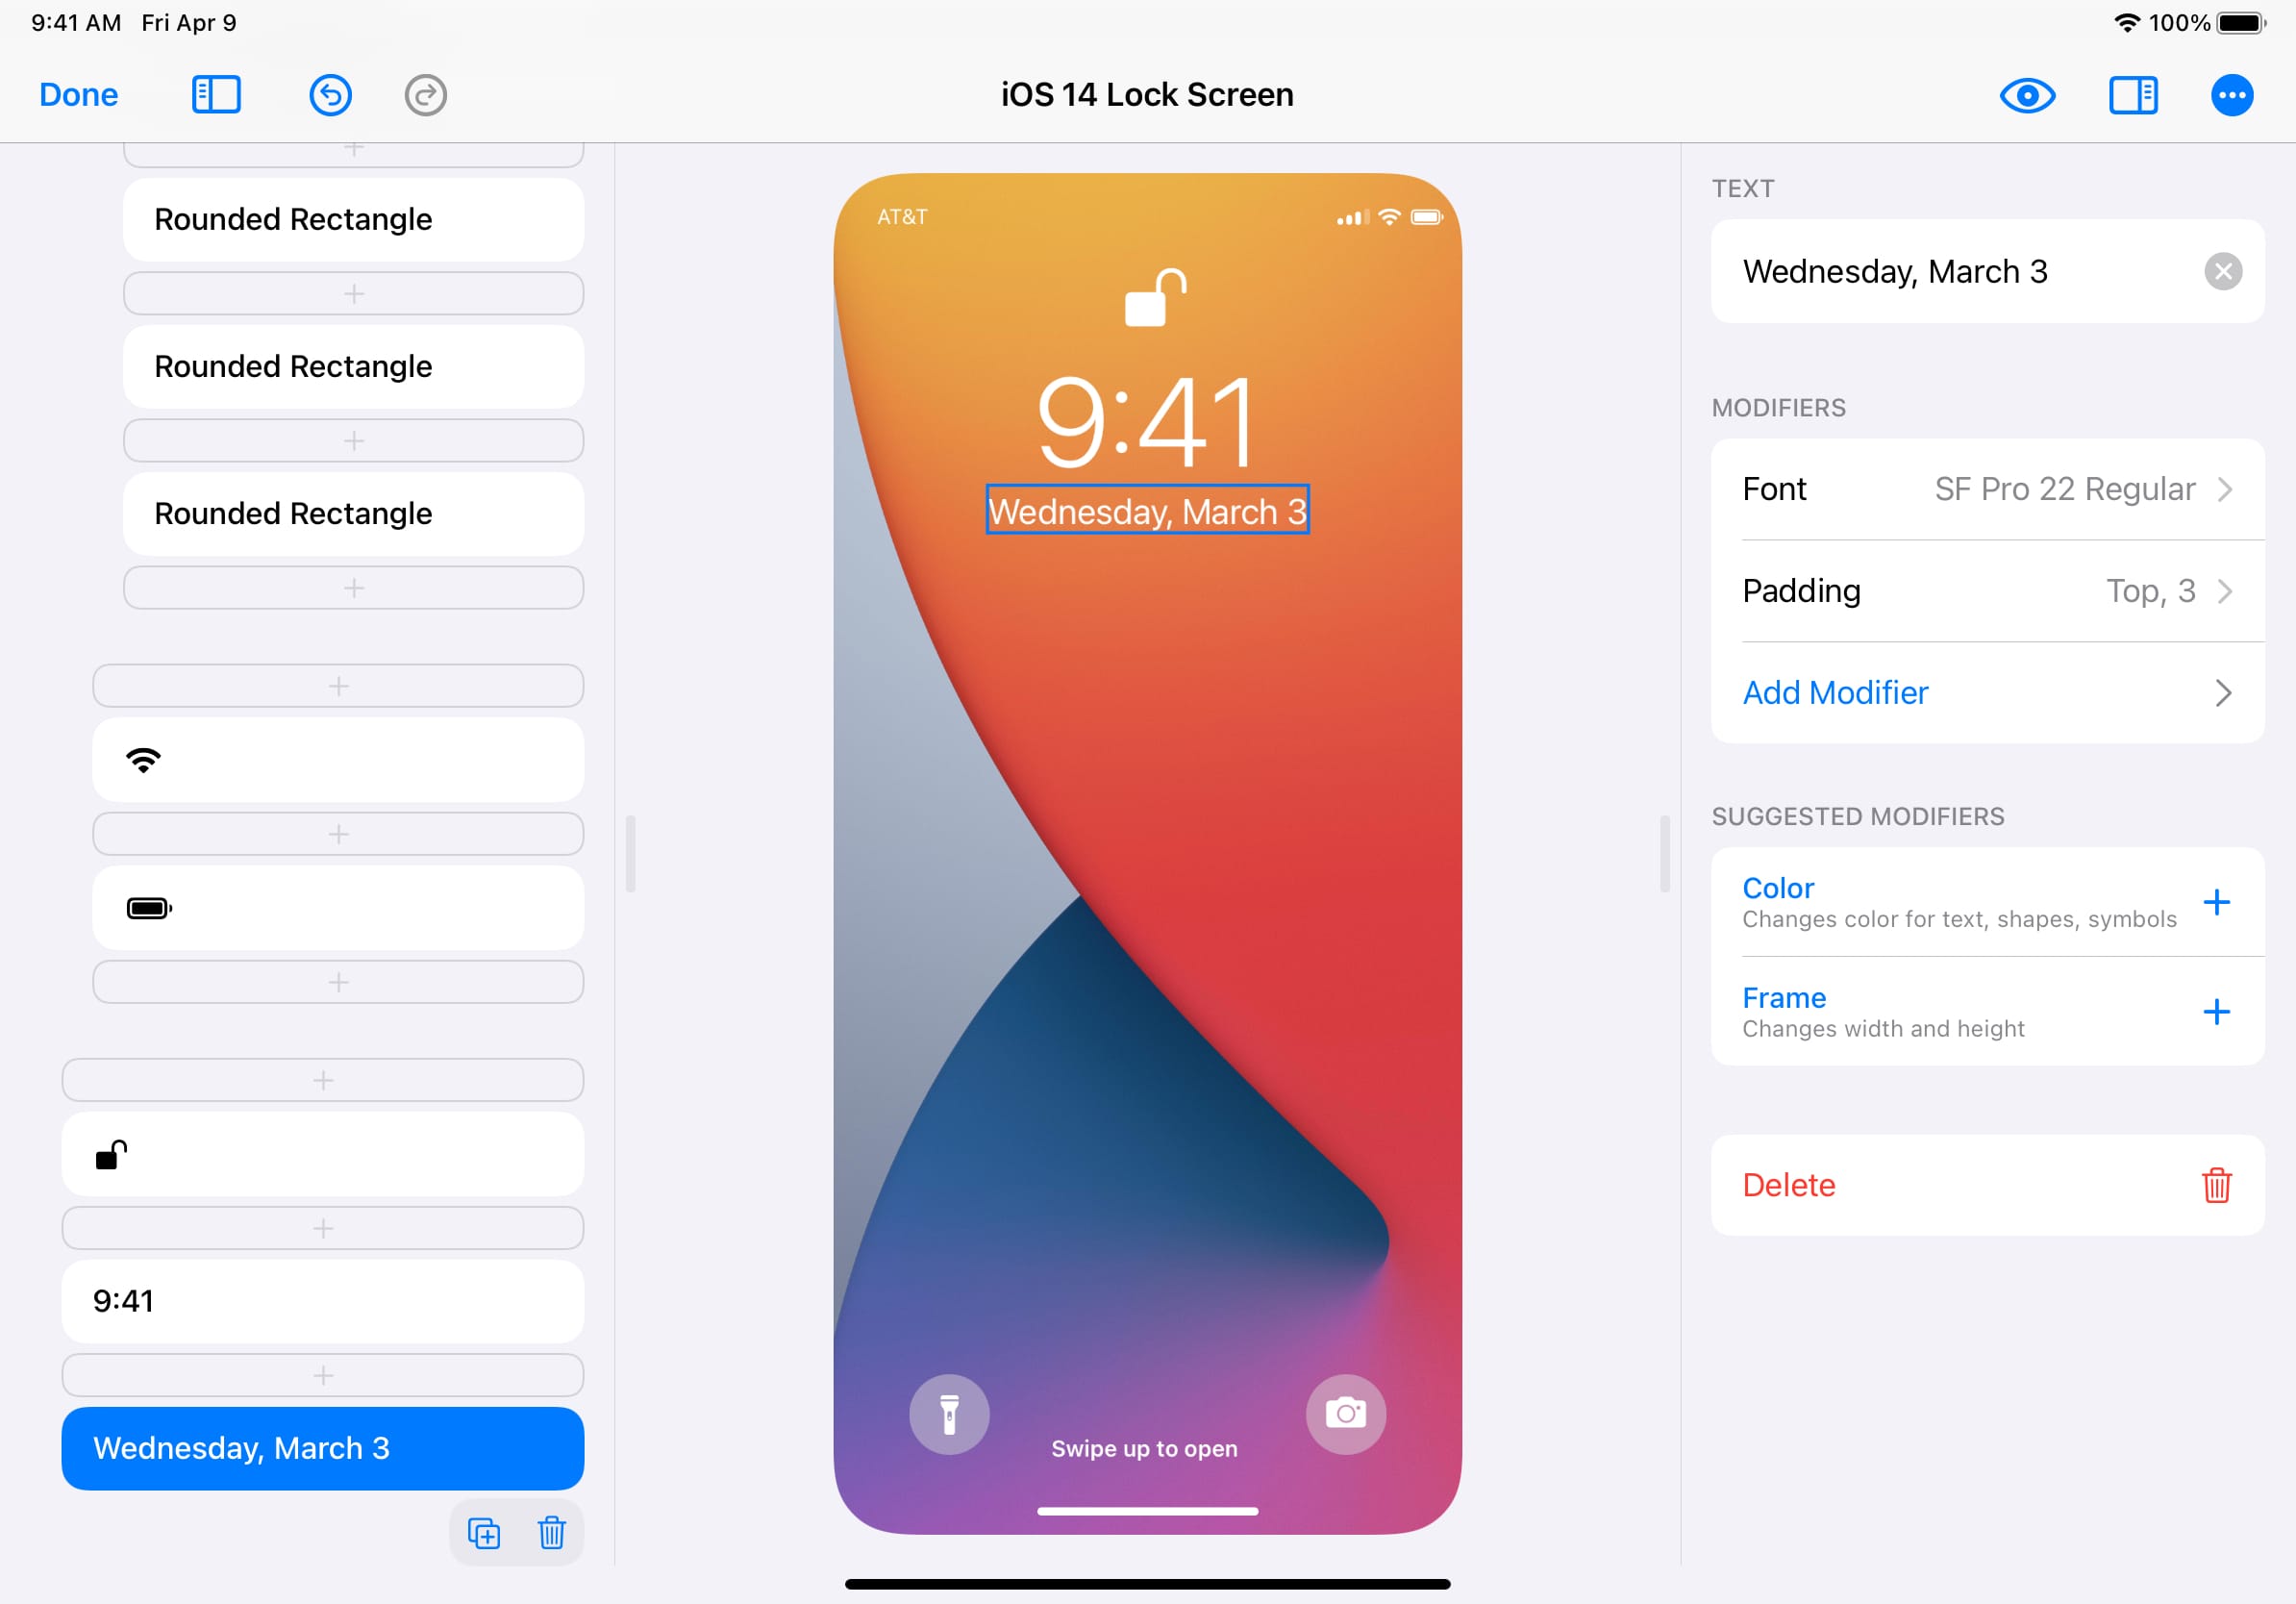 9:41 AM Fri Apr 9
100%
Done
iOS 14 Lock Screen
Rounded Rectangle
Rounded Rectangle
Rounded Rectangle
9:41
Wednesday, March 3
AT&T
9:41
Wednesday, March 3
Swipe up to open
TEXT
Wednesday, March 3
MODIFIERS
Font SF Pro 22 Regular
Padding Top, 3
Add Modifier
SUGGESTED MODIFIERS
Color
Changes color for text, shapes, symbols
Frame
Changes width and height
Delete